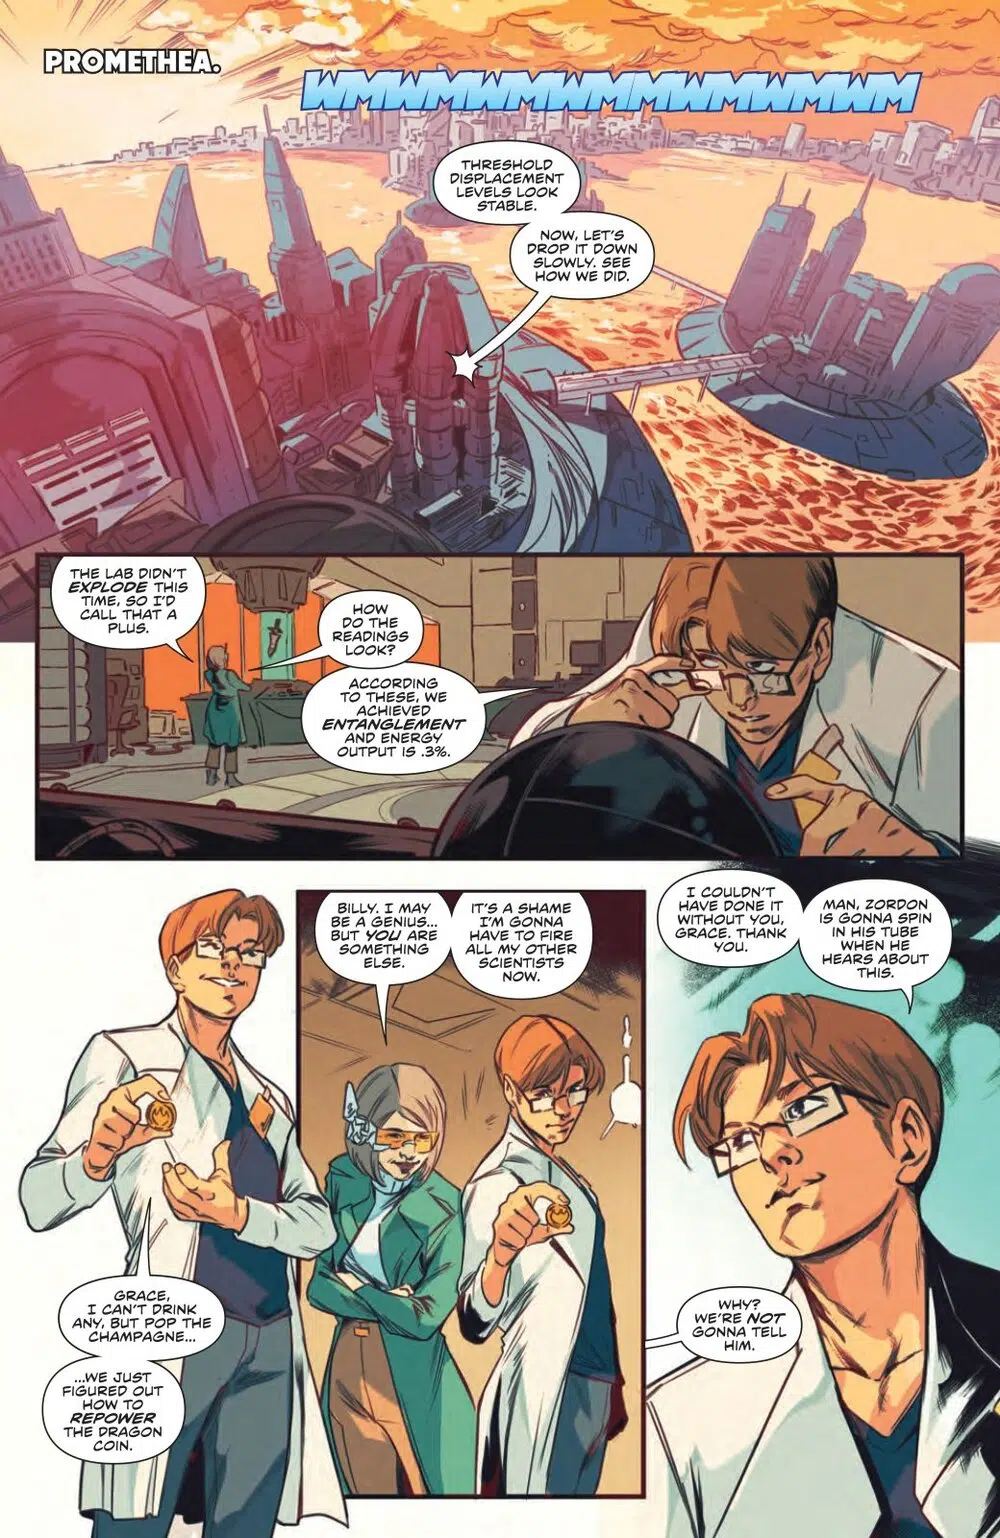 PROMETHEA.
WMWMWMWMWMWMWMWM
THRESHOLD
DISPLACEMENT
LEVELS LOOK
STABLE.
NOW, LET'S
DROP IT DOWN
SLOWLY. SEE
HOW WE DID.
THE LAB DIDN'T
EXPLODE THIS
TIME, SO I'D
CALL THAT A
PLUS.
HOW
DO THE
READINGS
LOOK?
ACCORDING
TO THESE, WE
ACHIEVED
ENTANGLEMENT
AND ENERGY
OUTPUT IS .3%.
GRACE,
I CAN'T DRINK
ANY, BUT POP THE
CHAMPAGNE...
...WE JUST
FIGURED OUT
HOW TO
REPOWER
THE DRAGON
COIN.
BILLY. I MAY
BE A GENIUS...
BUT YOU ARE
SOMETHING
ELSE.
IT'S A SHAME
I'M GONNA
HAVE TO FIRE
ALL MY OTHER
SCIENTISTS
NOW.
I COULDN'T
HAVE DONE IT
WITHOUT YOU,
GRACE. THANK
YOU.
MAN, ZORDON
IS GONNA SPIN
IN HIS TUBE
WHEN HE
HEARS ABOUT
THIS.
WHY?
WE'RE NOT
GONNA TELL
HIM.